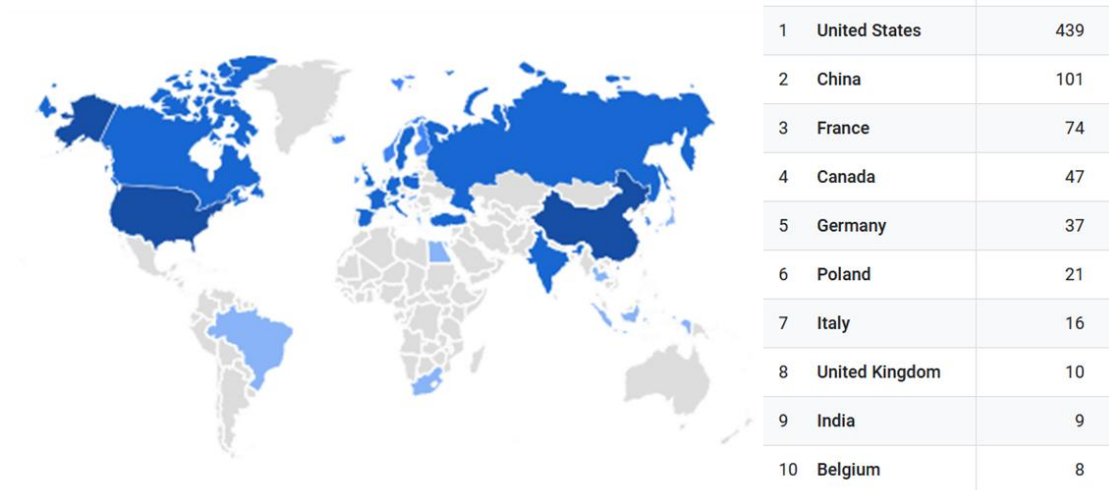 1 United States 439
2 China 101
3 France 74
4 Canada 47
5 Germany 37
6 Poland 21
7 Italy 16
8 United Kingdom 10
9 India 9
10 Belgium 8